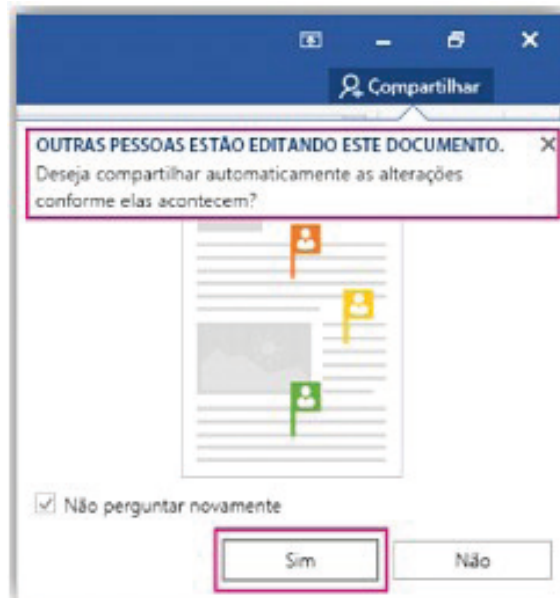 Compartilhar
OUTRAS PESSOAS ESTÃO EDITANDO ESTE DOCUMENTO.
Deseja compartilhar automaticamente as alterações
conforme elas acontecem?
Não perguntar novamente
Sim Não